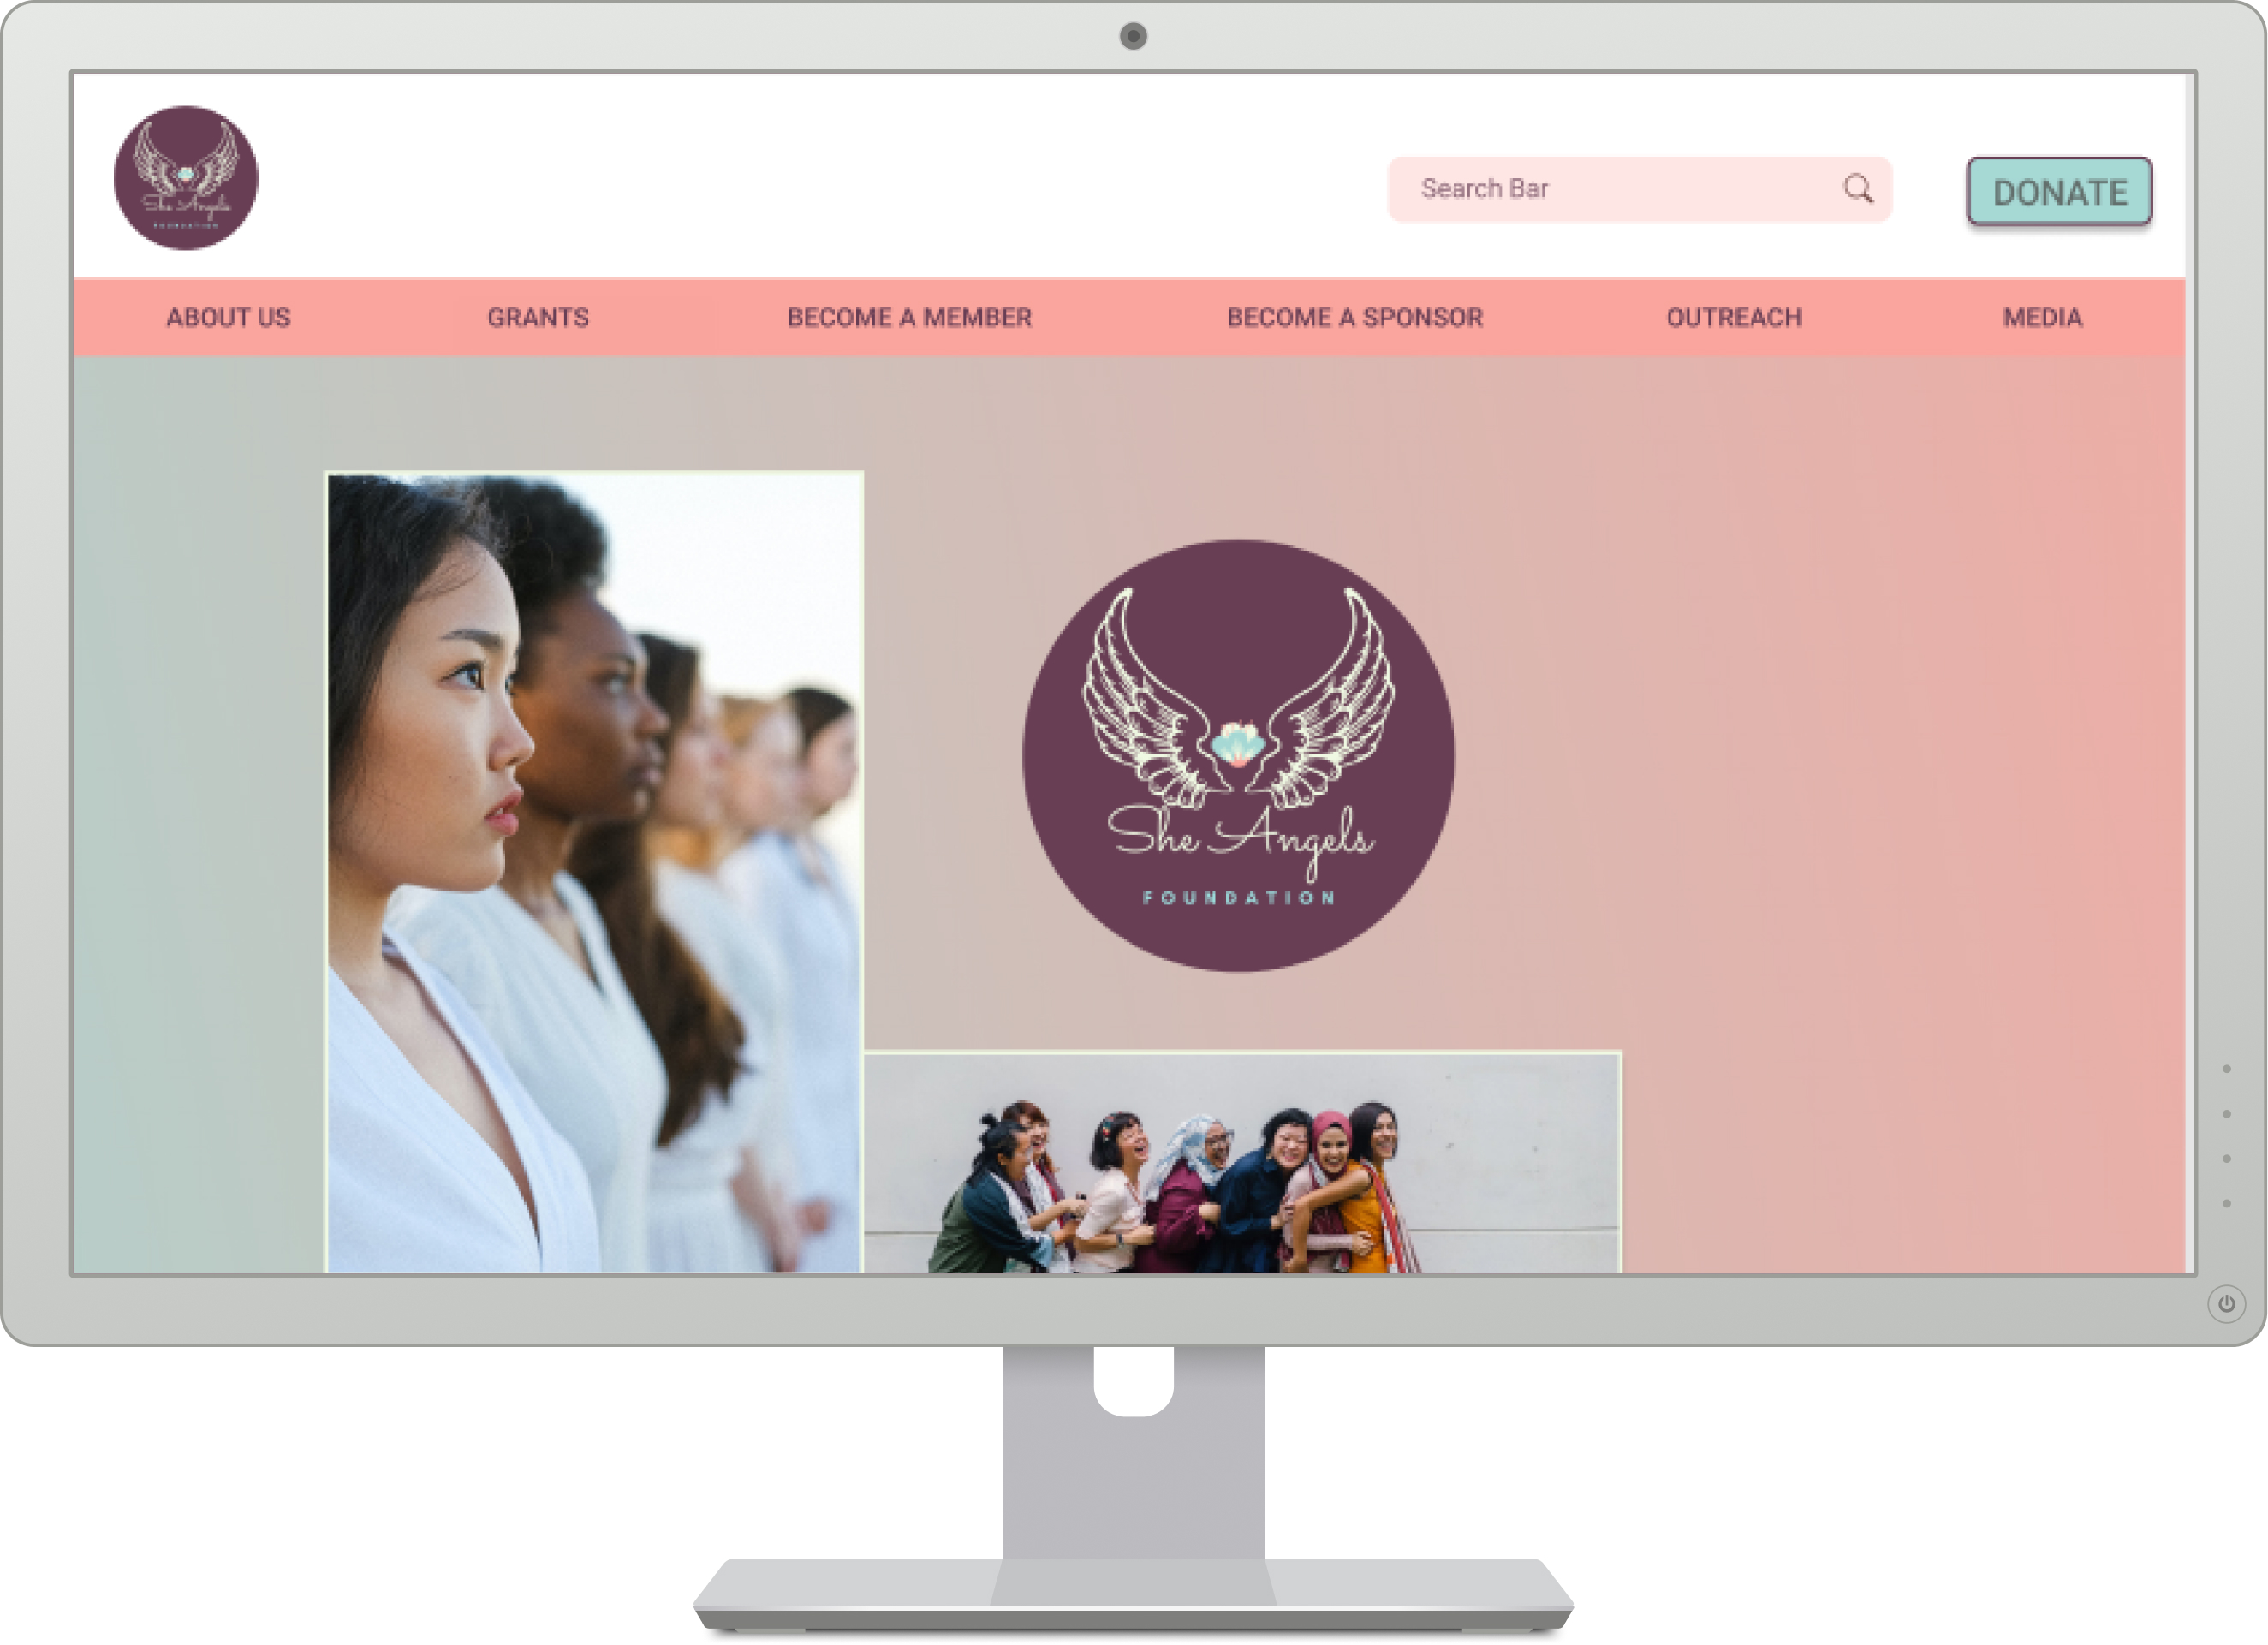 She Angels
FOUNDATION
Search Bar
DONATE
ABOUT US GRANTS BECOME A MEMBER BECOME A SPONSOR OUTREACH MEDIA
She Angels
FOUNDATION